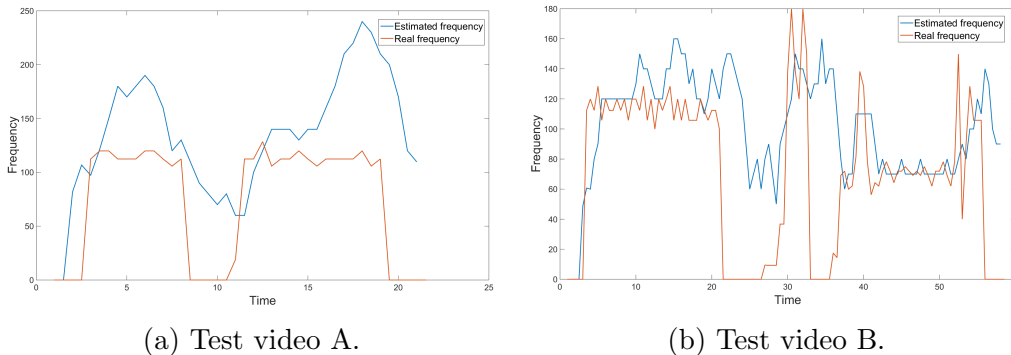 250
200
150
100
50
0
Frequency
0 5 10 15 20 25
Time
Estimated frequency
Real frequency
(a) Test video A.
180
160
140
120
100
80
60
40
20
0
Frequency
0 10 20 30 40 50
Time
Estimated frequency
Real frequency
(b) Test video B.